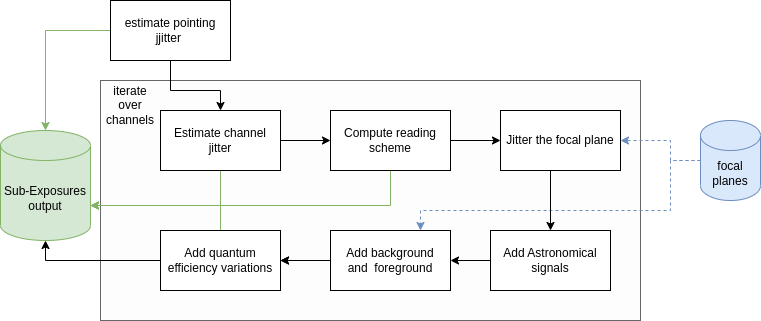 estimate pointing
jjitter
iterate
over
channels
Estimate channel
jitter
Compute reading
scheme
Jitter the focal plane
focal
planes
Sub-Exposures
output
Add quantum
efficiency variations
Add background
and foreground
Add Astronomical
signals